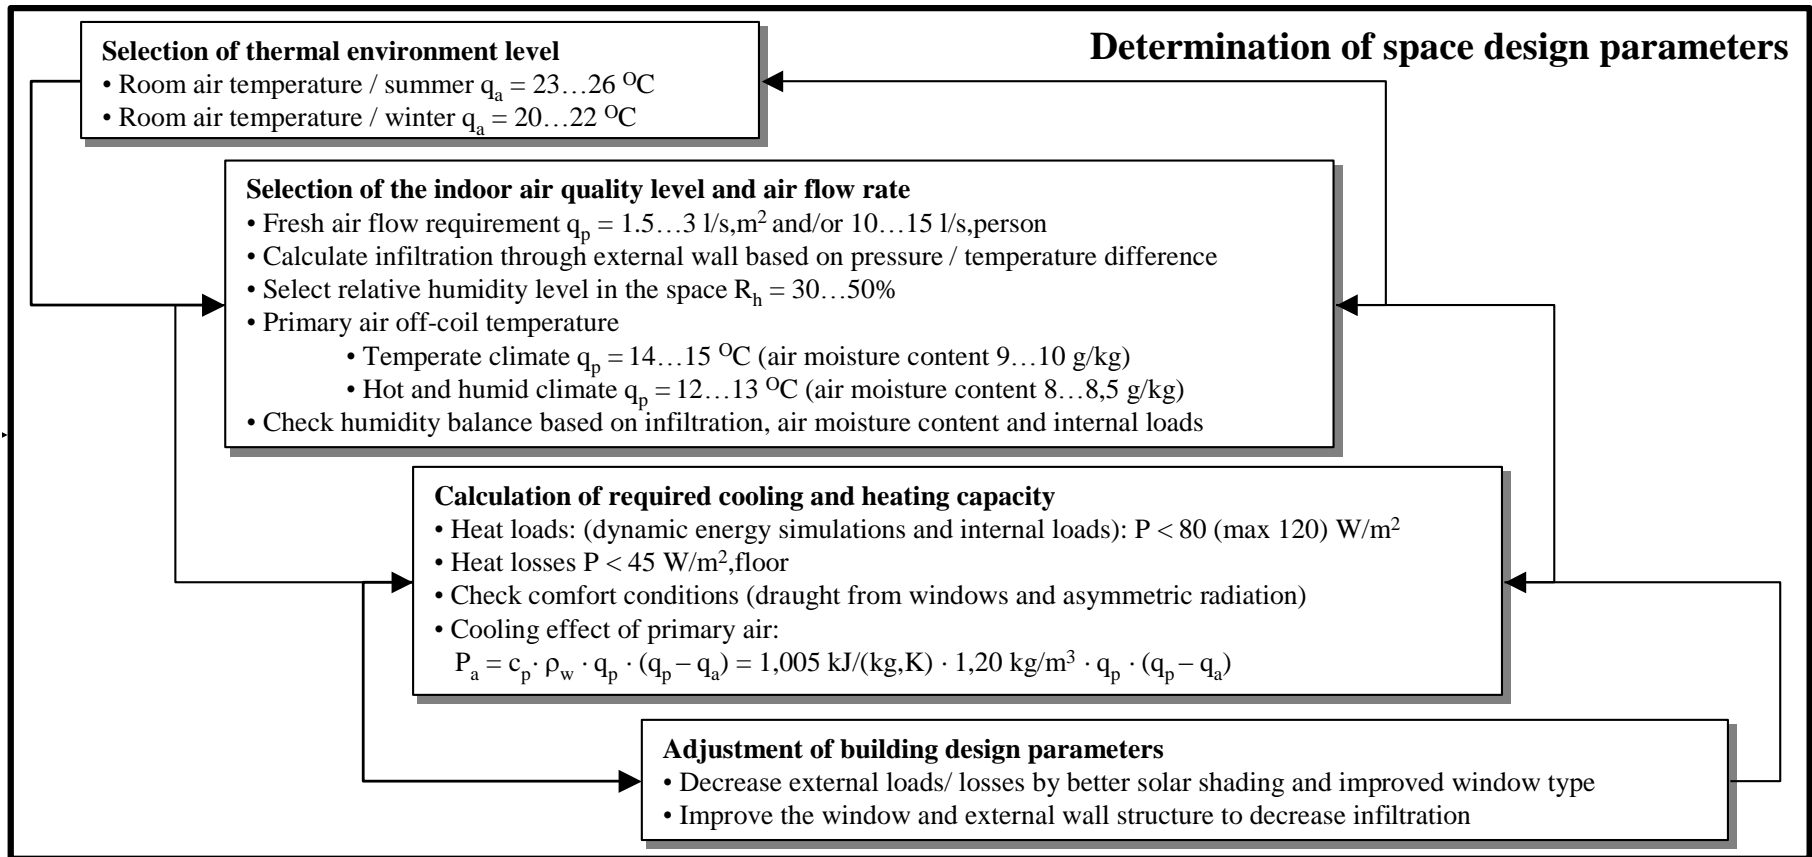 Determination of space design parameters
Selection of thermal environment level
• Room air temperature / summer qₐ = 23…26 ᴼC
• Room air temperature / winter qₐ = 20…22 ᴼC
Selection of the indoor air quality level and air flow rate
• Fresh air flow requirement qₚ = 1.5…3 l/s,m² and/or 10…15 l/s,person
• Calculate infiltration through external wall based on pressure / temperature difference
• Select relative humidity level in the space Rₕ = 30…50%
• Primary air off-coil temperature
• Temperate climate qₚ = 14…15 ᴼC (air moisture content 9…10 g/kg)
• Hot and humid climate qₚ = 12…13 ᴼC (air moisture content 8…8,5 g/kg)
• Check humidity balance based on infiltration, air moisture content and internal loads
Calculation of required cooling and heating capacity
• Heat loads: (dynamic energy simulations and internal loads): P < 80 (max 120) W/m²
• Heat losses P < 45 W/m²,floor
• Check comfort conditions (draught from windows and asymmetric radiation)
• Cooling effect of primary air:
Pₐ = cₚ· ρ_w · qₚ · (qₚ – qₐ) = 1,005 kJ/(kg,K) · 1,20 kg/m³ · qₚ · (qₚ – qₐ)
Adjustment of building design parameters
• Decrease external loads/ losses by better solar shading and improved window type
• Improve the window and external wall structure to decrease infiltration